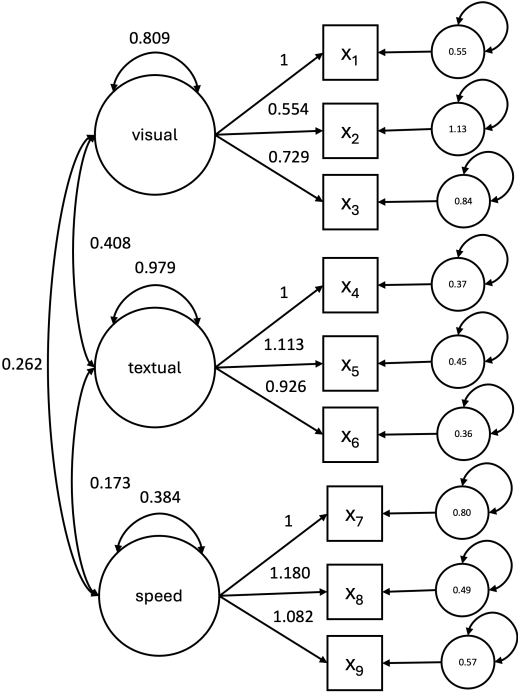 0.809
1
x1
0.55
0.554
visual
x2
1.13
0.729
x3
0.84
0.408
0.979
1
x4
0.37
1.113
0.262
textual
x5
0.45
0.926
x6
0.36
0.173
0.384
1
x7
0.80
1.180
speed
x8
0.49
1.082
x9
0.57